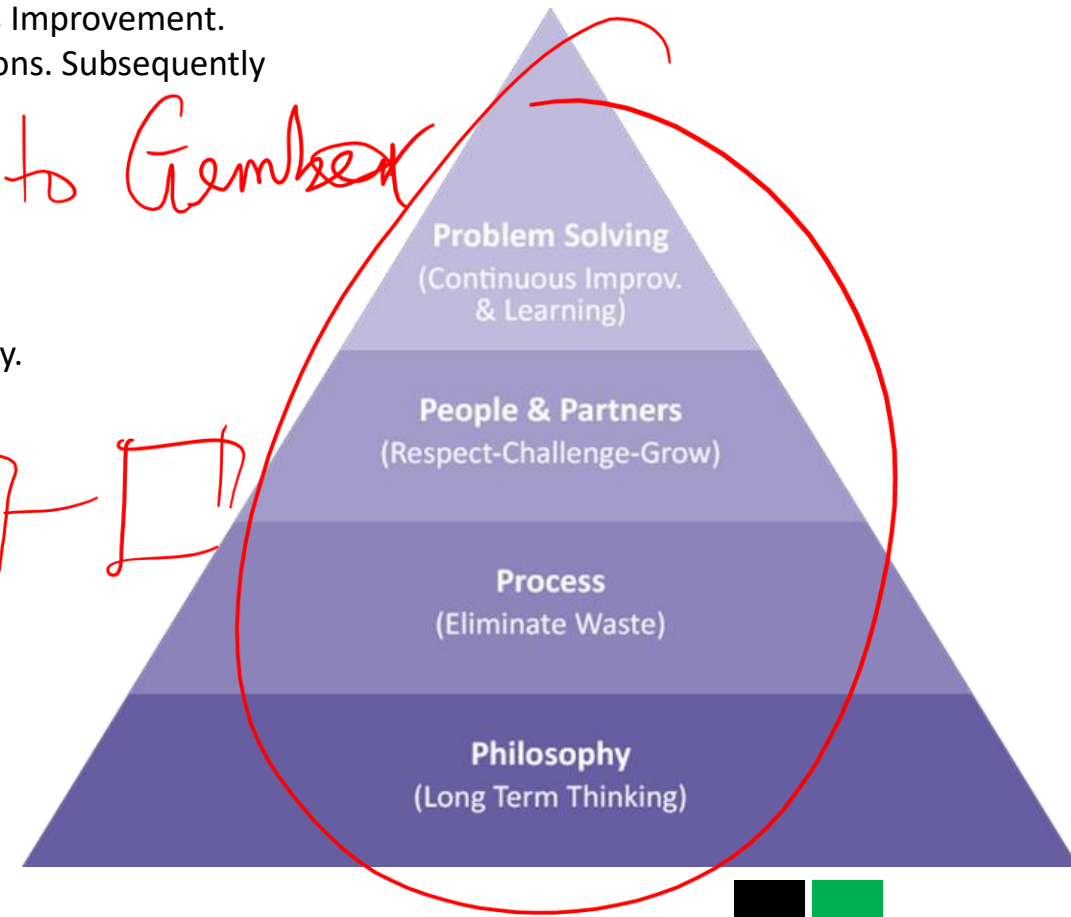 s Improvement.
ons. Subsequently
to
Problem Solving
(Continuous Improv.
& Learning)
y.
People & Partners
(Respect-Challenge-Grow)
Process
(Eliminate Waste)
Philosophy
(Long Term Thinking)